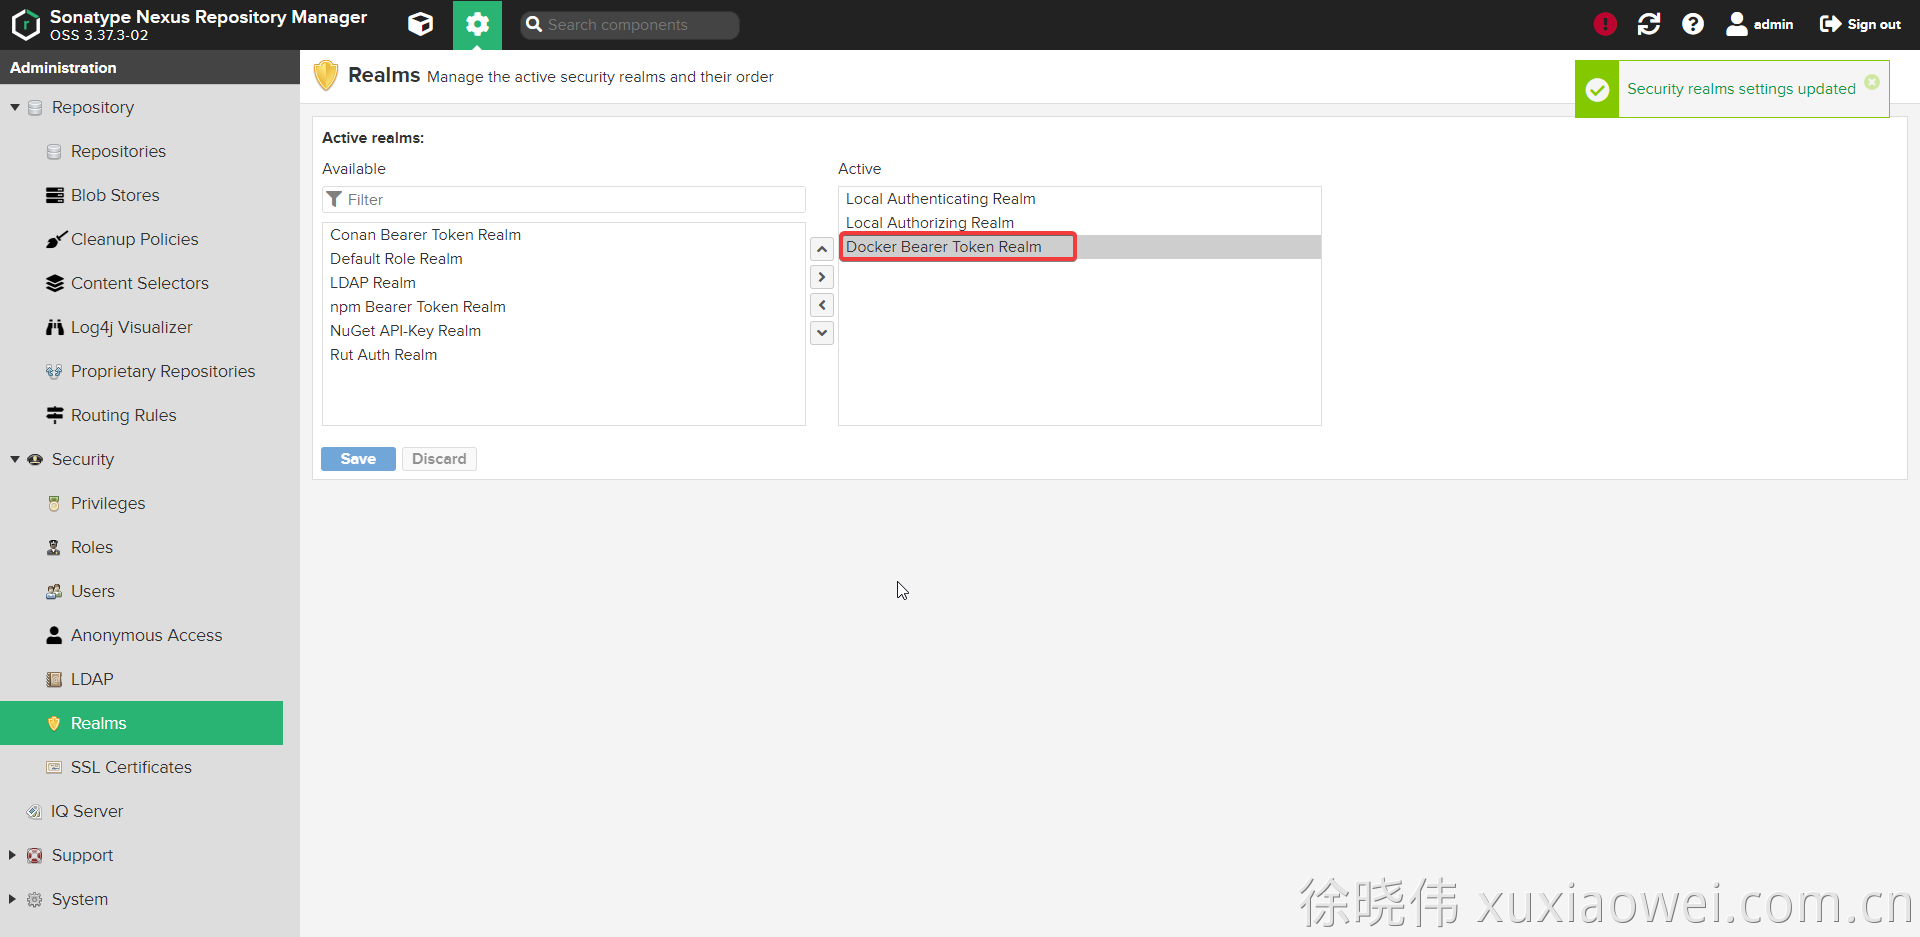 Sonatype Nexus Repository Manager
OSS 3.37.3-02
Search components
admin
Sign out
Administration
Repository
Repositories
Blob Stores
Cleanup Policies
Content Selectors
Log4j Visualizer
Proprietary Repositories
Routing Rules
Security
Privileges
Roles
Users
Anonymous Access
LDAP
Realms
SSL Certificates
IQ Server
Support
System
Realms Manage the active security realms and their order
Security realms settings updated
Active realms:
Available
Filter
Conan Bearer Token Realm
Default Role Realm
LDAP Realm
npm Bearer Token Realm
NuGet API-Key Realm
Rut Auth Realm
Active
Local Authenticating Realm
Local Authorizing Realm
Docker Bearer Token Realm
Save
Discard
徐晓伟 xuxiaowei.com.cn